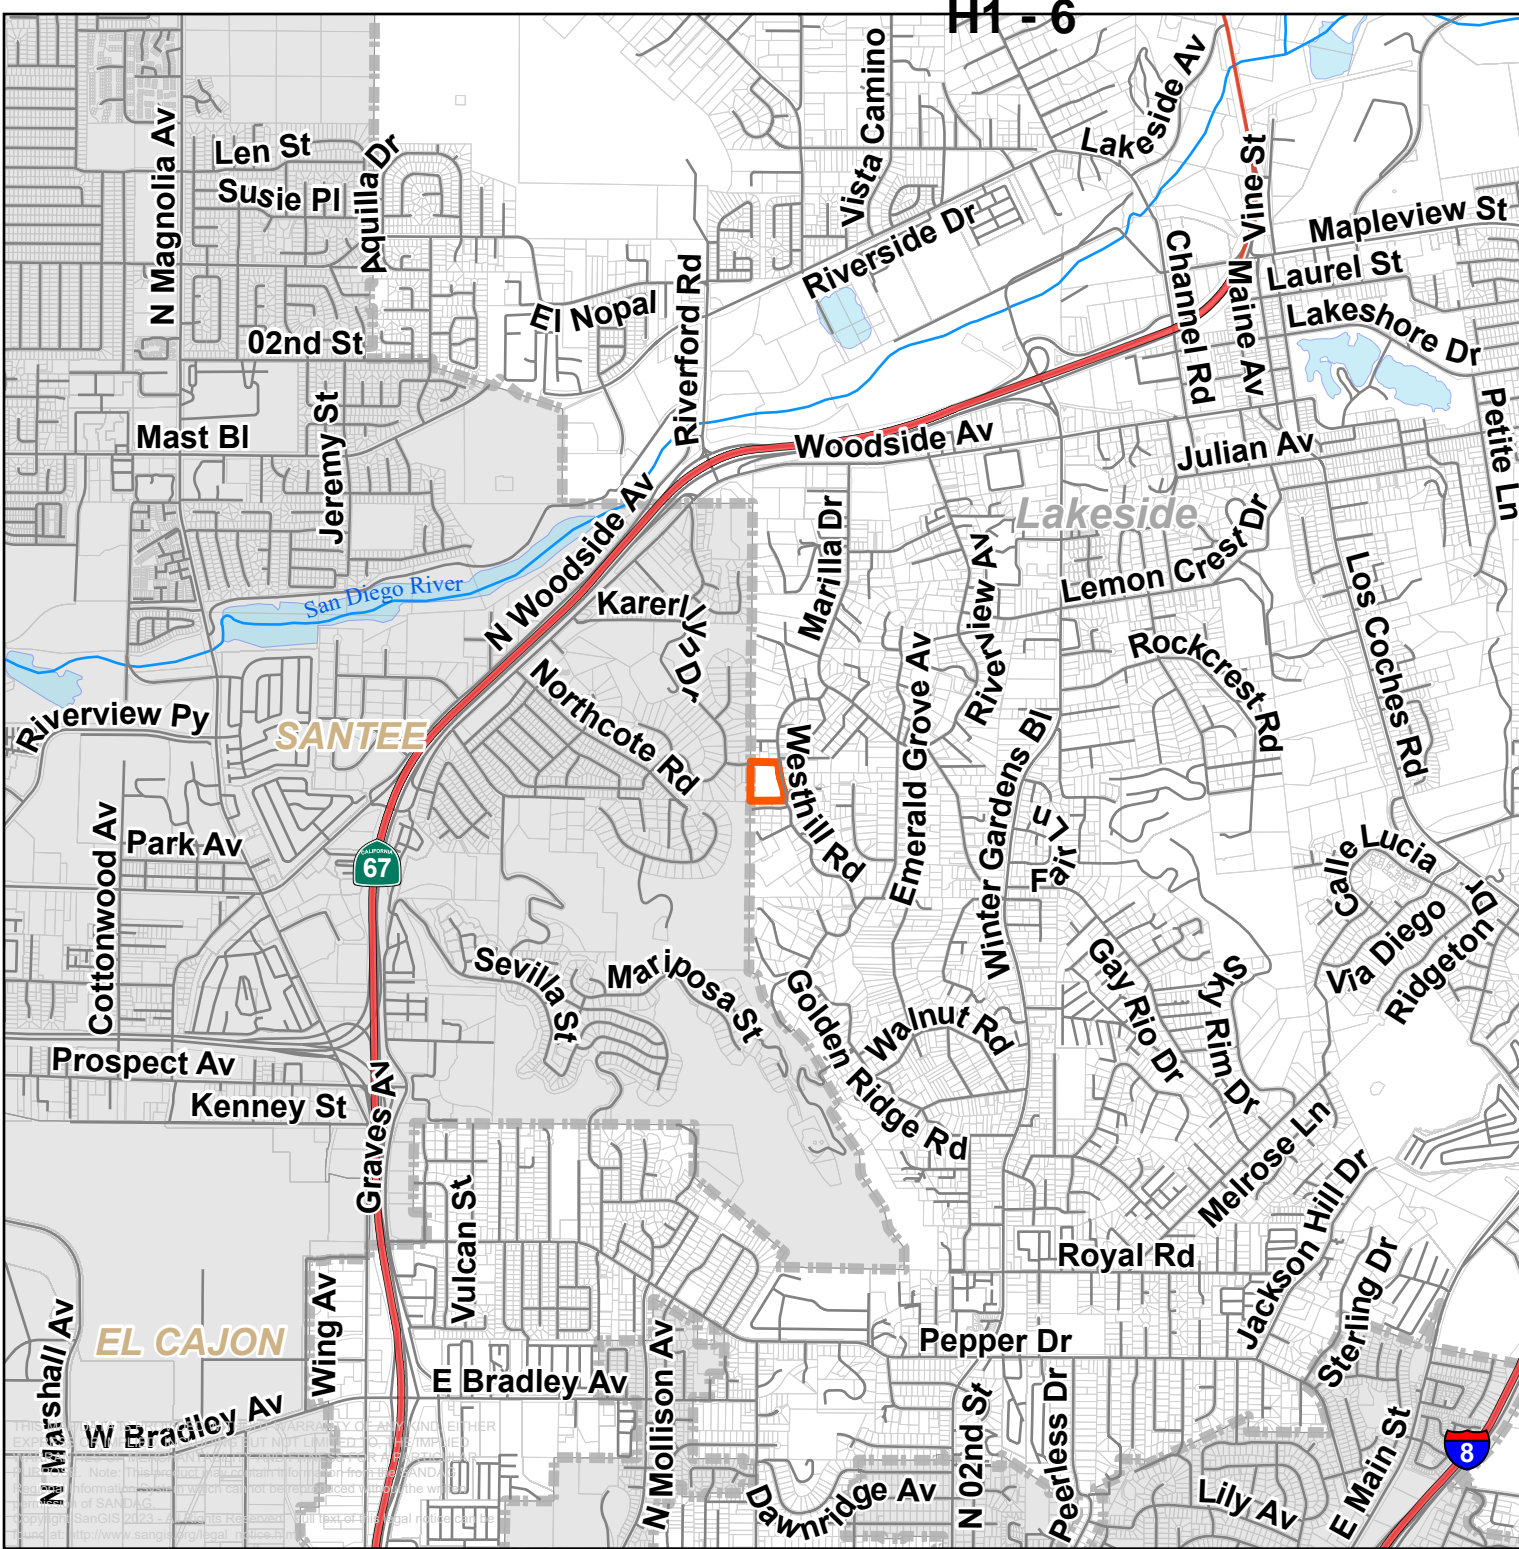 H1 - 6
Vista Camino
Lakeside Av
N Magnolia Av
Len St
Susie Pl
Aquilla Dr
Vine St
Mapleview St
Riverside Dr
Channel Rd
Maine Av
Laurel St
Lakeshore Dr
El Nopal
Riverford Rd
02nd St
Petite Ln
Mast Bl
Jeremy St
Woodside Av
Julian Av
Lakeside
N Woodside Av
San Diego River
Karerllyn Dr
Marilla Dr
Riverview Av
Lemon Crest Dr
Los Coches Rd
Rockcrest Rd
Northcote Rd
Emerald Grove Av
Riverview Py
SANTEE
Westhill Rd
Winter Gardens Bl
Fair Ln
Cottonwood Av
Park Av
CALIFORNIA
67
Calle Lucia
Via Diego
Ridgeton Dr
Sevilla St
Mariposa St
Golden Ridge Rd
Walnut Rd
Gay Rio Dr
Sky Rim Dr
Prospect Av
Kenney St
Graves Av
Melrose Ln
Vulcan St
Royal Rd
Jackson Hill Dr
Sterling Dr
N Marshall Av
EL CAJON
Wing Av
Pepper Dr
E Bradley Av
W Bradley Av
N Mollison Av
Dawnridge Av
N 02nd St
Peerless Dr
Lily Av
E Main St
8
of SANDAG.